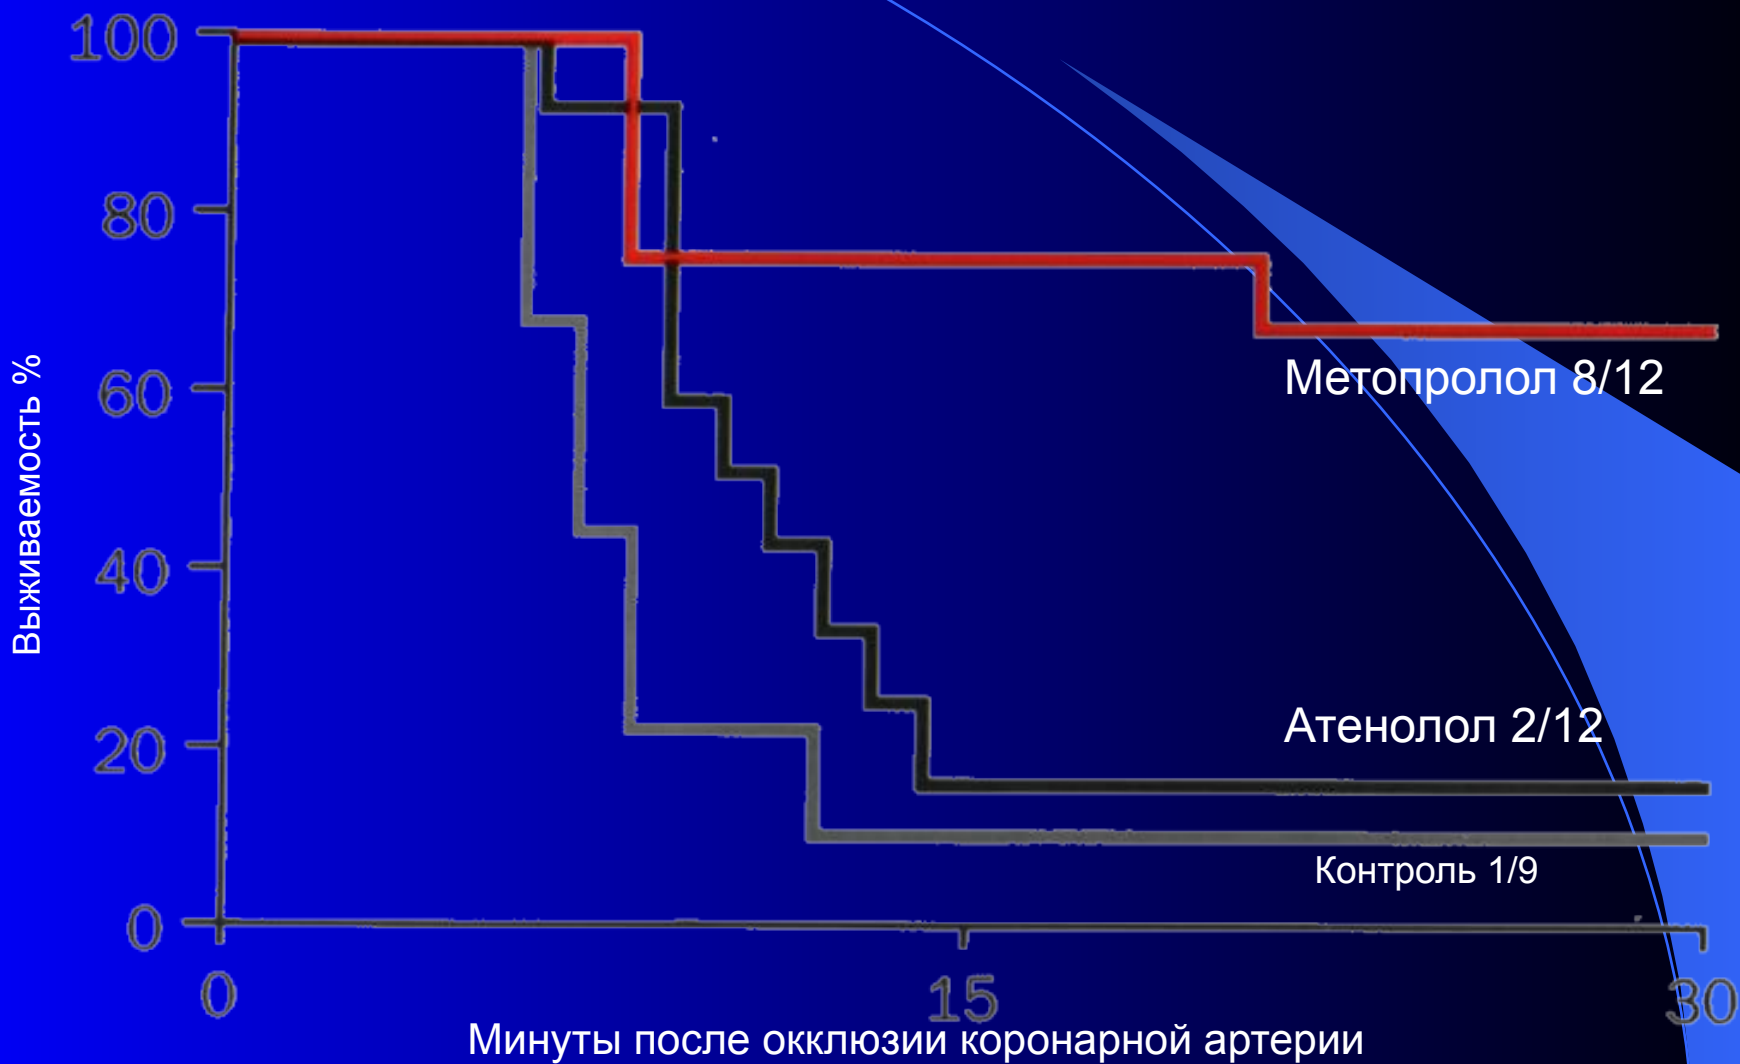 100
80
60
40
20
0
Выживаемость %
Метопролол 8/12
Атенолол 2/12
Контроль 1/9
0
15
30
Минуты после окклюзии коронарной артерии